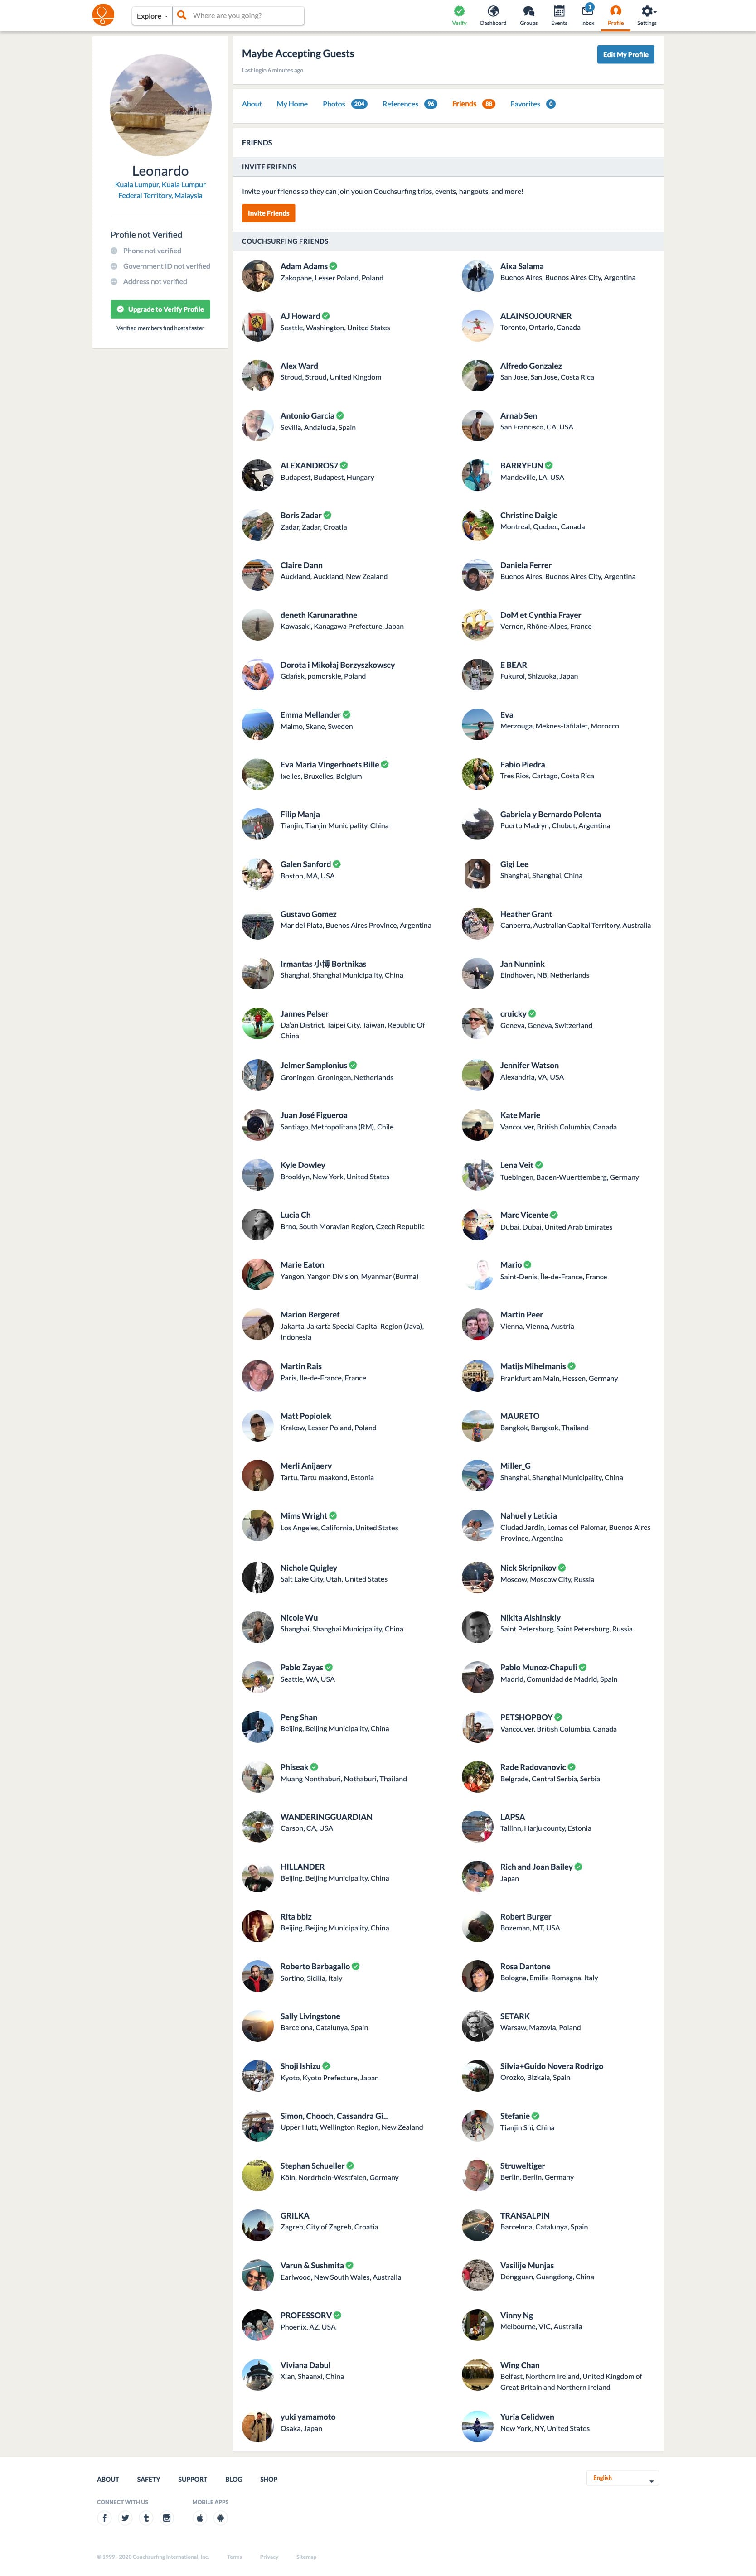 Explore
Where are you going?
Verify
Dashboard
Groups
Events
1
Inbox
Profile
Settings
Leonardo
Kuala Lumpur, Kuala Lumpur
Federal Territory, Malaysia
Profile not Verified
Phone not verified
Government ID not verified
Address not verified
Upgrade to Verify Profile
Verified members find hosts faster
Maybe Accepting Guests
Last login 6 minutes ago
Edit My Profile
About My Home Photos 204 References 96 Friends 88 Favorites 0
FRIENDS
INVITE FRIENDS
Invite your friends so they can join you on Couchsurfing trips, events, hangouts, and more!
Invite Friends
COUCHSURFING FRIENDS
Adam Adams
Zakopane, Lesser Poland, Poland
Aixa Salama
Buenos Aires, Buenos Aires City, Argentina
AJ Howard
Seattle, Washington, United States
ALAINSOJOURNER
Toronto, Ontario, Canada
Alex Ward
Stroud, Stroud, United Kingdom
Alfredo Gonzalez
San Jose, San Jose, Costa Rica
Antonio Garcia
Sevilla, Andalucía, Spain
Arnab Sen
San Francisco, CA, USA
ALEXANDROS7
Budapest, Budapest, Hungary
BARRYFUN
Mandeville, LA, USA
Boris Zadar
Zadar, Zadar, Croatia
Christine Daigle
Montreal, Quebec, Canada
Claire Dann
Auckland, Auckland, New Zealand
Daniela Ferrer
Buenos Aires, Buenos Aires City, Argentina
deneth Karunarathne
Kawasaki, Kanagawa Prefecture, Japan
DoM et Cynthia Frayer
Vernon, Rhône-Alpes, France
Dorota i Mikołaj Borzyszkowscy
Gdańsk, pomorskie, Poland
E BEAR
Fukuroi, Shizuoka, Japan
Emma Mellander
Malmo, Skane, Sweden
Eva
Merzouga, Meknes-Tafilalet, Morocco
Eva Maria Vingerhoets Bille
Ixelles, Bruxelles, Belgium
Fabio Piedra
Tres Rios, Cartago, Costa Rica
Filip Manja
Tianjin, Tianjin Municipality, China
Gabriela y Bernardo Polenta
Puerto Madryn, Chubut, Argentina
Galen Sanford
Boston, MA, USA
Gigi Lee
Shanghai, Shanghai, China
Gustavo Gomez
Mar del Plata, Buenos Aires Province, Argentina
Heather Grant
Canberra, Australian Capital Territory, Australia
Irmantas 小博 Bortnikas
Shanghai, Shanghai Municipality, China
Jan Nunnink
Eindhoven, NB, Netherlands
Jannes Pelser
Da'an District, Taipei City, Taiwan, Republic Of
China
cruicky
Geneva, Geneva, Switzerland
Jelmer Samplonius
Groningen, Groningen, Netherlands
Jennifer Watson
Alexandria, VA, USA
Juan José Figueroa
Santiago, Metropolitana (RM), Chile
Kate Marie
Vancouver, British Columbia, Canada
Kyle Dowley
Brooklyn, New York, United States
Lena Veit
Tuebingen, Baden-Wuerttemberg, Germany
Lucia Ch
Brno, South Moravian Region, Czech Republic
Marc Vicente
Dubai, Dubai, United Arab Emirates
Marie Eaton
Yangon, Yangon Division, Myanmar (Burma)
Mario
Saint-Denis, Île-de-France, France
Marion Bergeret
Jakarta, Jakarta Special Capital Region (Java),
Indonesia
Martin Peer
Vienna, Vienna, Austria
Martin Rais
Paris, Ile-de-France, France
Matijs Mihelmanis
Frankfurt am Main, Hessen, Germany
Matt Popiolek
Krakow, Lesser Poland, Poland
MAURETO
Bangkok, Bangkok, Thailand
Merli Anijaerv
Tartu, Tartu maakond, Estonia
Miller_G
Shanghai, Shanghai Municipality, China
Mims Wright
Los Angeles, California, United States
Nahuel y Leticia
Ciudad Jardín, Lomas del Palomar, Buenos Aires
Province, Argentina
Nichole Quigley
Salt Lake City, Utah, United States
Nick Skripnikov
Moscow, Moscow City, Russia
Nicole Wu
Shanghai, Shanghai Municipality, China
Nikita Alshinskiy
Saint Petersburg, Saint Petersburg, Russia
Pablo Zayas
Seattle, WA, USA
Pablo Munoz-Chapuli
Madrid, Comunidad de Madrid, Spain
Peng Shan
Beijing, Beijing Municipality, China
PETSHOPBOY
Vancouver, British Columbia, Canada
Phiseak
Muang Nonthaburi, Nothaburi, Thailand
Rade Radovanovic
Belgrade, Central Serbia, Serbia
WANDERINGGUARDIAN
Carson, CA, USA
LAPSA
Tallinn, Harju county, Estonia
HILLANDER
Beijing, Beijing Municipality, China
Rich and Joan Bailey
Japan
Rita bblz
Beijing, Beijing Municipality, China
Robert Burger
Bozeman, MT, USA
Roberto Barbagallo
Sortino, Sicilia, Italy
Rosa Dantone
Bologna, Emilia-Romagna, Italy
Sally Livingstone
Barcelona, Catalunya, Spain
SETARK
Warsaw, Mazovia, Poland
Shoji Ishizu
Kyoto, Kyoto Prefecture, Japan
Silvia+Guido Novera Rodrigo
Orozko, Bizkaia, Spain
Simon, Chooch, Cassandra Gi...
Upper Hutt, Wellington Region, New Zealand
Stefanie
Tianjin Shi, China
Stephan Schueller
Köln, Nordrhein-Westfalen, Germany
Struweltiger
Berlin, Berlin, Germany
GRILKA
Zagreb, City of Zagreb, Croatia
TRANSALPIN
Barcelona, Catalunya, Spain
Varun & Sushmita
Earlwood, New South Wales, Australia
Vasilije Munjas
Dongguan, Guangdong, China
PROFESSORV
Phoenix, AZ, USA
Vinny Ng
Melbourne, VIC, Australia
Viviana Dabul
Xian, Shaanxi, China
Wing Chan
Belfast, Northern Ireland, United Kingdom of
Great Britain and Northern Ireland
yuki yamamoto
Osaka, Japan
Yuria Celidwen
New York, NY, United States
ABOUT SAFETY SUPPORT BLOG SHOP
English
CONNECT WITH US
MOBILE APPS
© 1999 - 2020 Couchsurfing International, Inc. Terms Privacy Sitemap